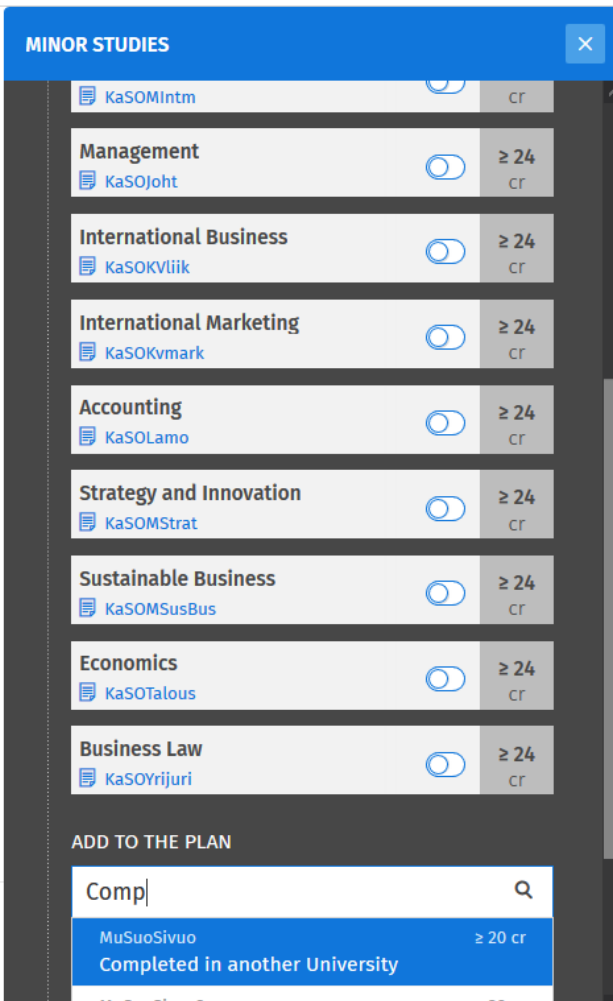 MINOR STUDIES
KaSOMIntm
cr
Management
≥ 24
KaSOJoht
cr
International Business
≥ 24
KaSOKVliik
cr
International Marketing
≥ 24
KaSOKvmark
cr
Accounting
≥ 24
KaSOLamo
cr
Strategy and Innovation
≥ 24
KaSOMStrat
cr
Sustainable Business
≥ 24
KaSOMSusBus
cr
Economics
≥ 24
KaSOTalous
cr
Business Law
≥ 24
KaSOYrijuri
cr
ADD TO THE PLAN
Comp
MuSuoSivuo ≥ 20 cr
Completed in another University